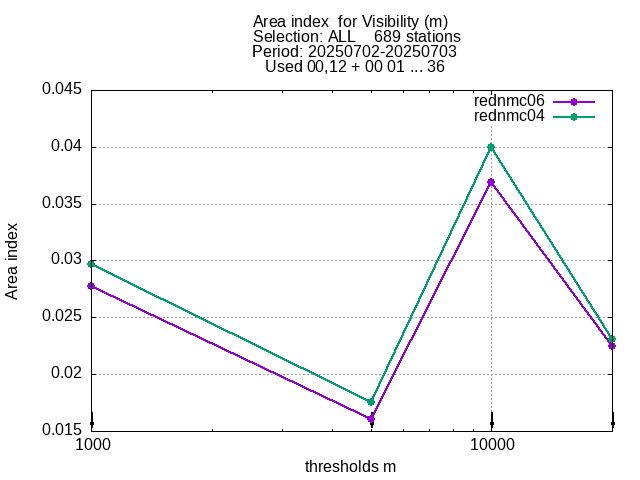 Area index  for Visibility (m)
Selection: ALL    689 stations
Period: 20250702-20250703
Used 00,12 + 00 01 ... 36
rednmc06
rednmc04
0.045
0.04
0.035
0.03
0.025
0.02
0.015
Area index
1000
10000
thresholds m